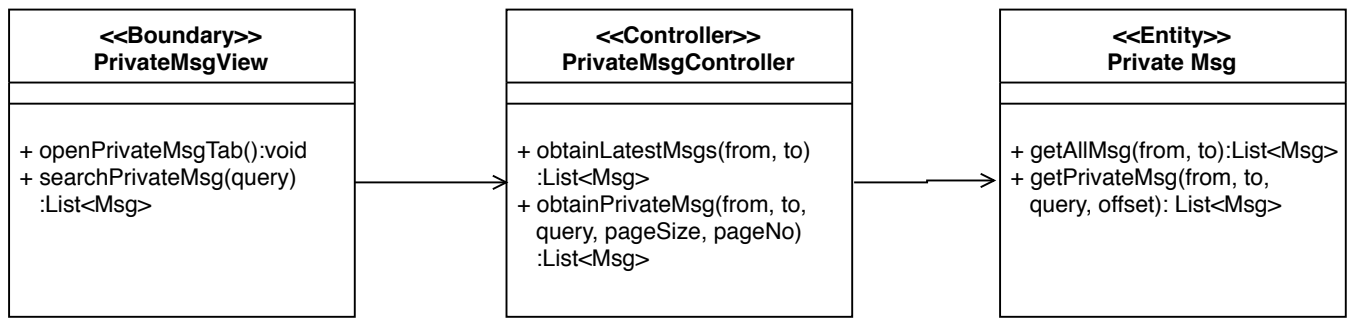 <<Boundary>>
PrivateMsgView
+ openPrivateMsgTab():void
+ searchPrivateMsg(query)
:List<Msg>
<<Controller>>
PrivateMsgController
+ obtainLatestMsgs(from, to)
:List<Msg>
+ obtainPrivateMsg(from, to,
query, pageSize, pageNo)
:List<Msg>
<<Entity>>
Private Msg
+ getAllMsg(from, to):List<Msg>
+ getPrivateMsg(from, to,
query, offset): List<Msg>